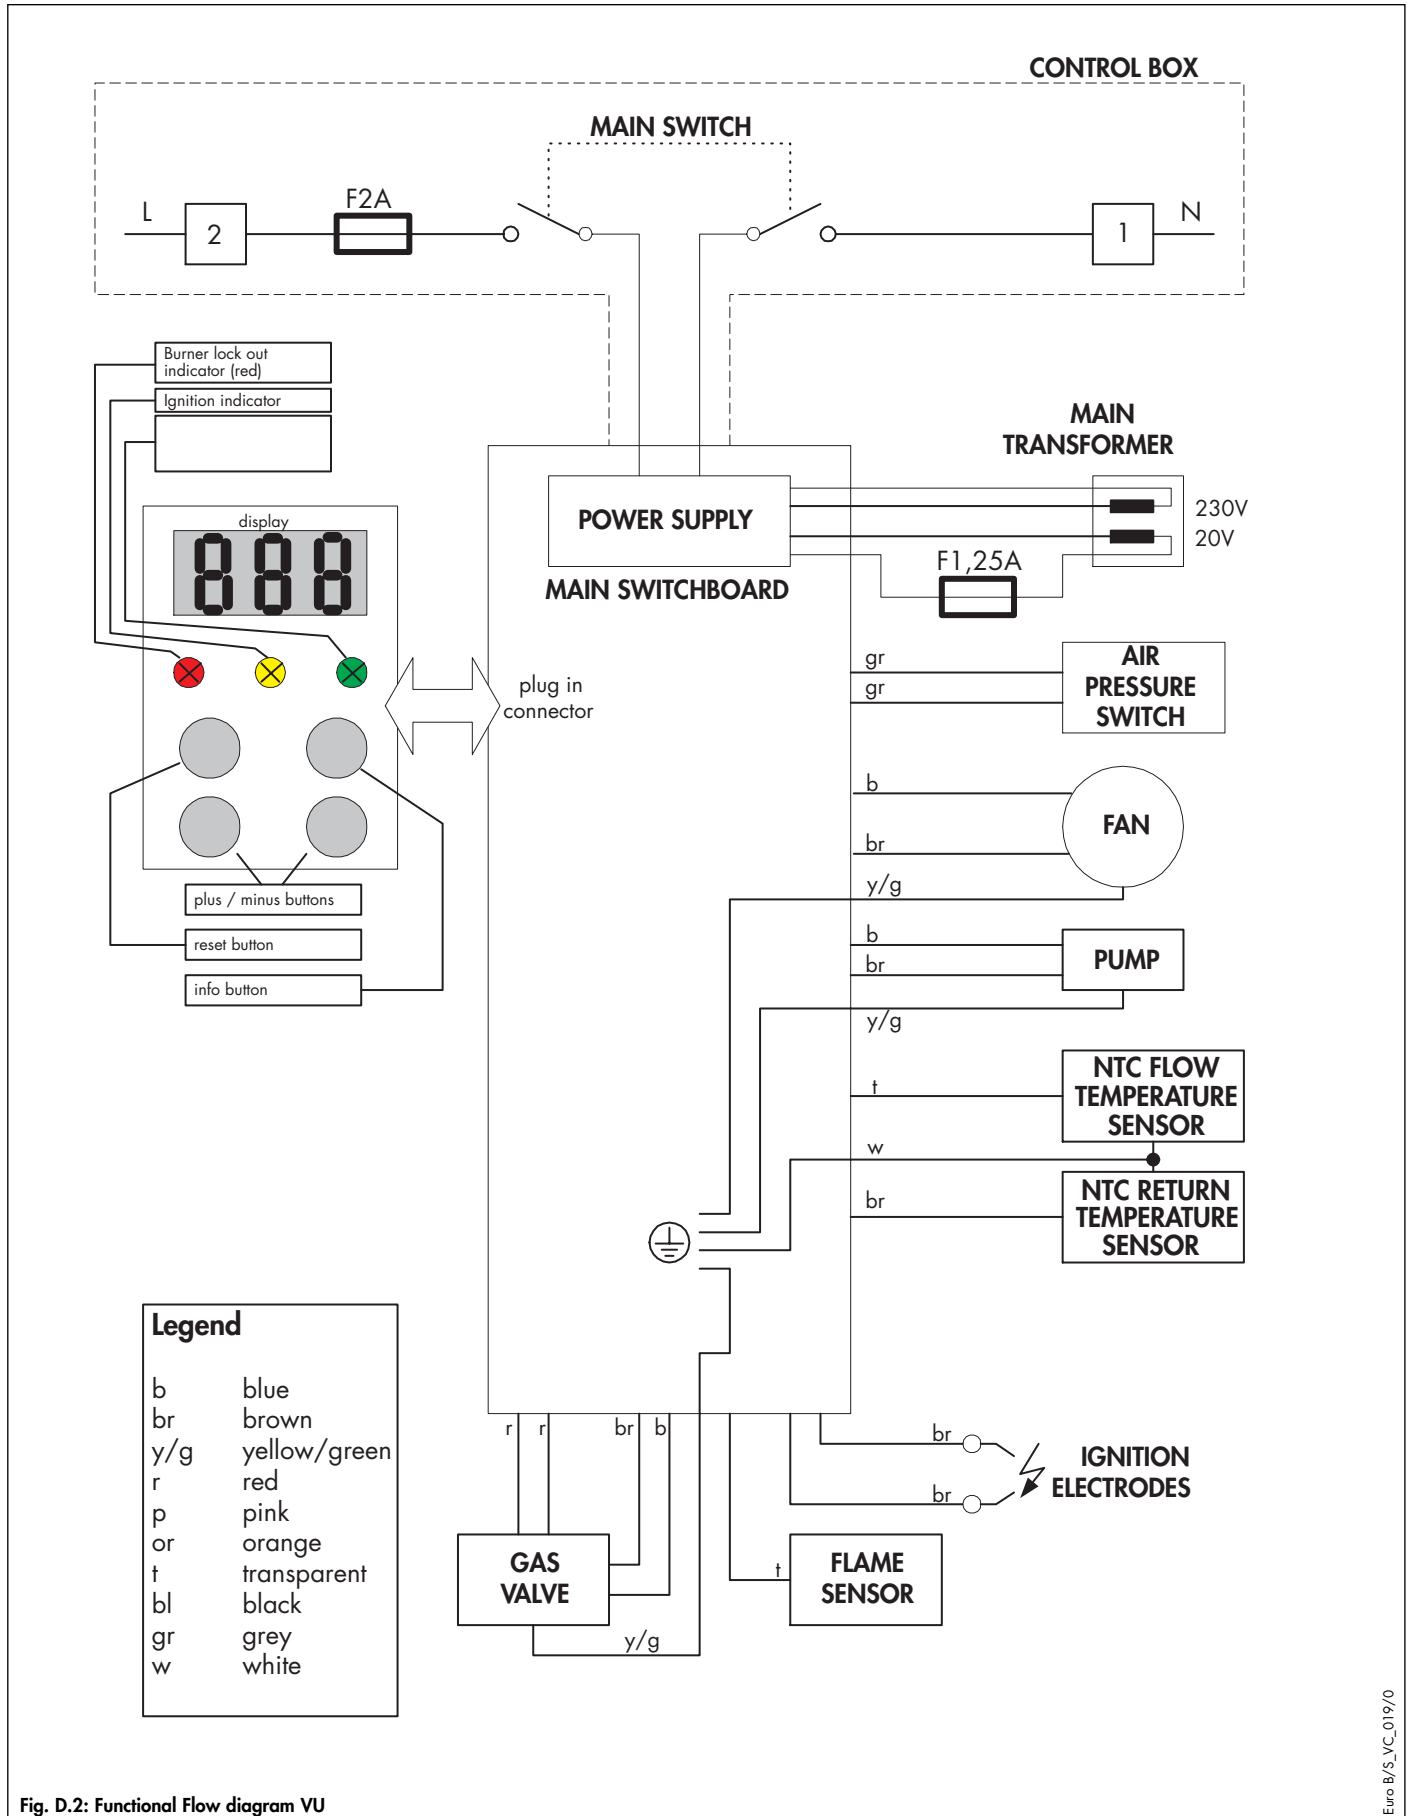 CONTROL BOX
MAIN SWITCH
L
2
F2A
1
N
Burner lock out
indicator (red)
Ignition indicator
MAIN
TRANSFORMER
display
888
POWER SUPPLY
230V
20V
MAIN SWITCHBOARD
F1,25A
plug in
connector
gr
gr
AIR
PRESSURE
SWITCH
b
br
y/g
FAN
plus / minus buttons
reset button
info button
b
br
y/g
PUMP
t
NTC FLOW
TEMPERATURE
SENSOR
w
br
NTC RETURN
TEMPERATURE
SENSOR
Legend
b blue
br brown
y/g yellow/green
r red
p pink
or orange
t transparent
bl black
gr grey
w white
r
r
br
b
br
br
IGNITION
ELECTRODES
GAS
VALVE
y/g
t
FLAME
SENSOR
Euro B/S_VC_019/0
Fig. D.2: Functional Flow diagram VU